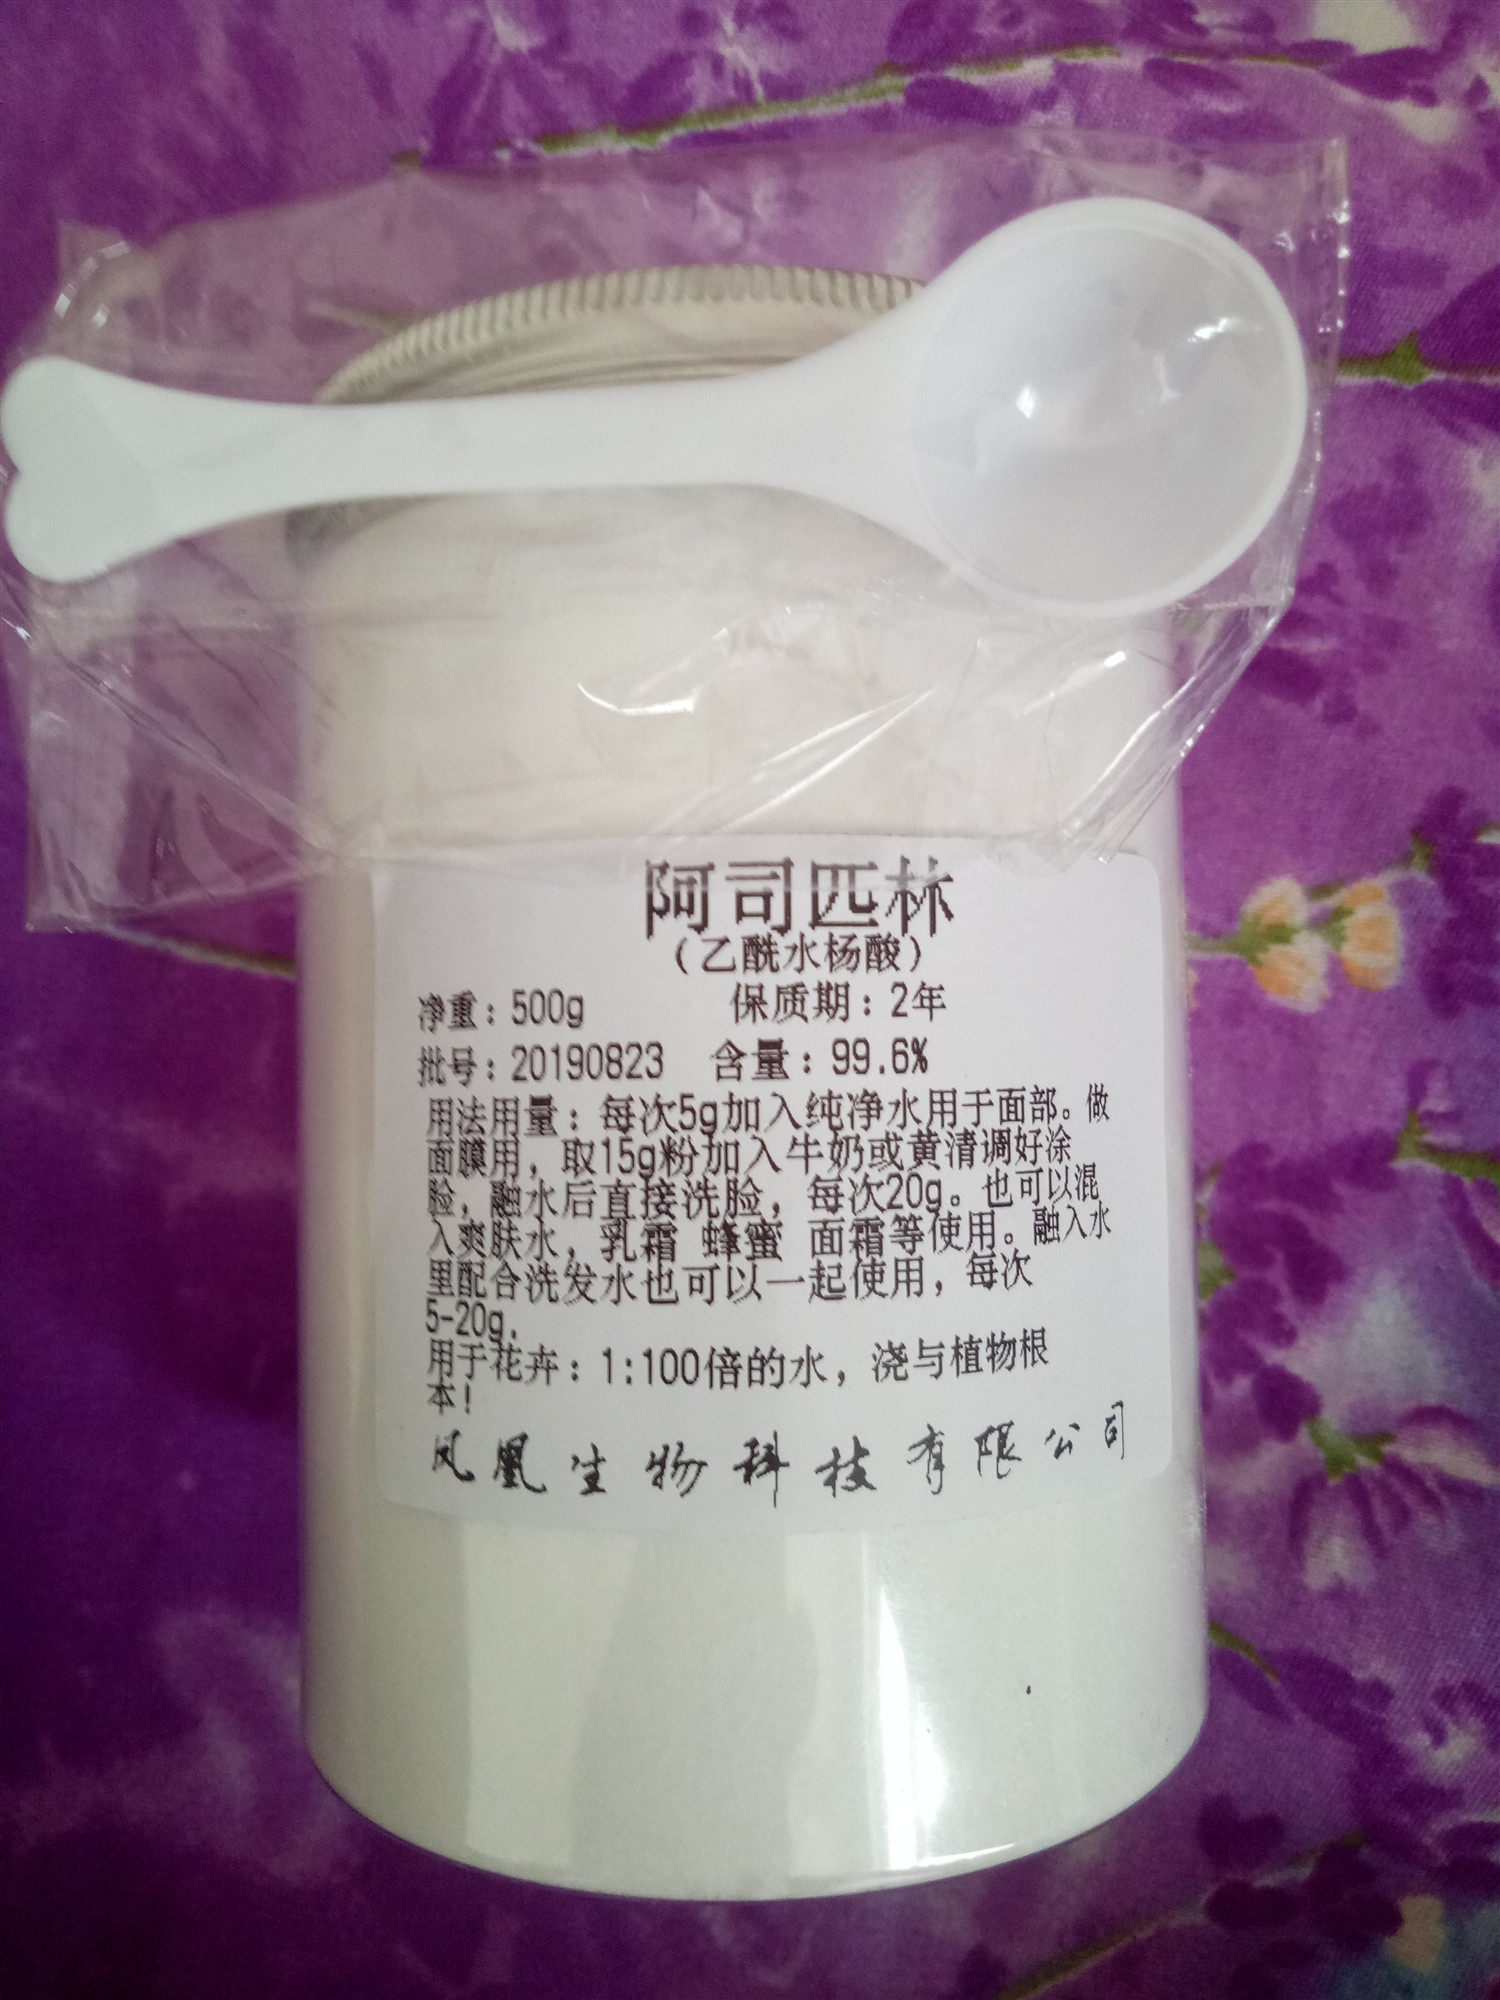 阿司匹林
（乙酰水杨酸）
净重：500g 保质期：2年
批号：20190823 含量：99.6%
用法用量：每次5g加入纯净水用于面部。做
面膜用，取15g粉加入牛奶或黄清调好涂
脸，融水后直接洗脸，每次20g。也可以混
入爽肤水，乳霜 蜂蜜 面霜等使用。融入水
里配合洗发水也可以一起使用，每次
5-20g.
用于花卉：1:100倍的水，浇与植物根
本！
凤凰生物科技有限公司